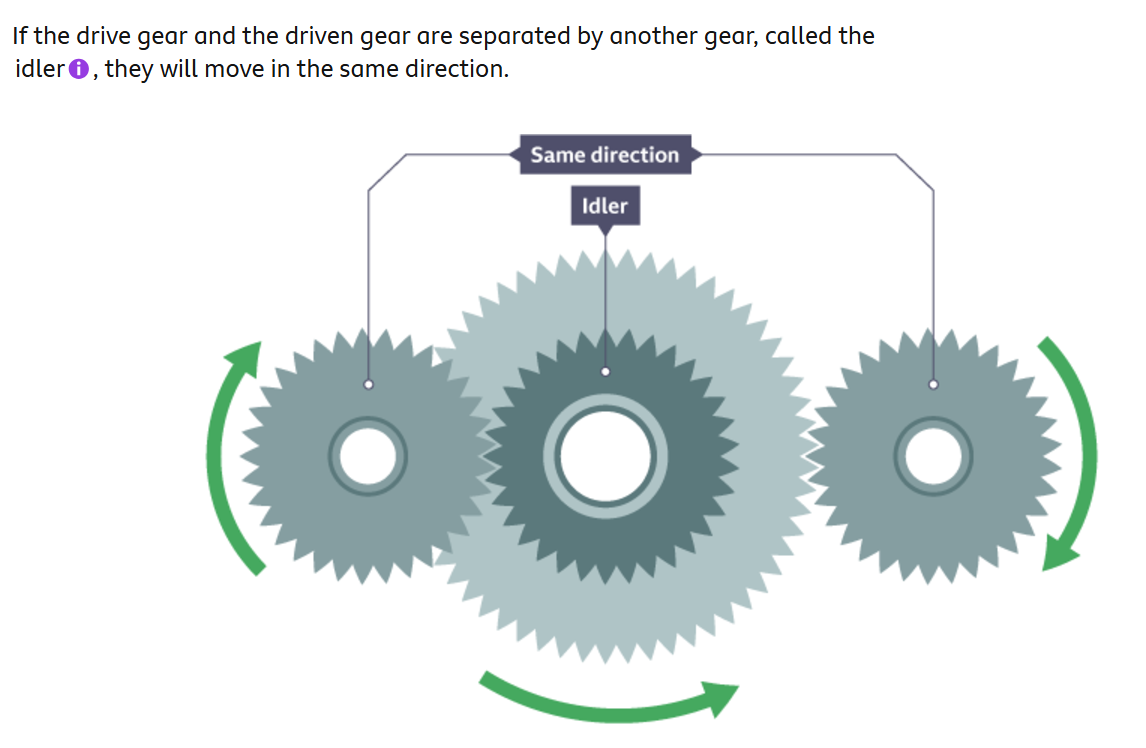 If the drive gear and the driven gear are separated by another gear, called the
idler i , they will move in the same direction.
Same direction
Idler